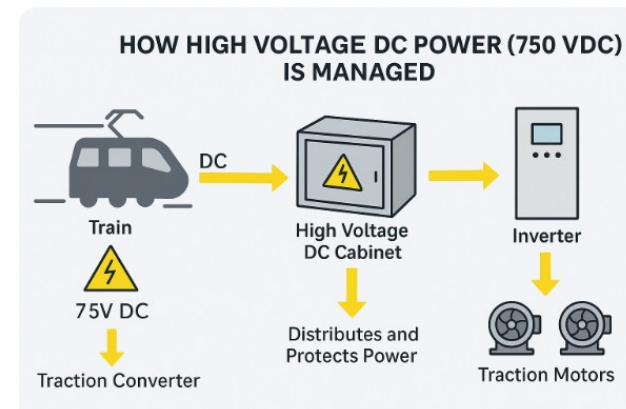 HOW HIGH VOLTAGE DC POWER (750 VDC)
IS MANAGED
DC
Train
High Voltage
DC Cabinet
Inverter
75V DC
Distributes and
Protects Power
Traction Converter
Traction Motors